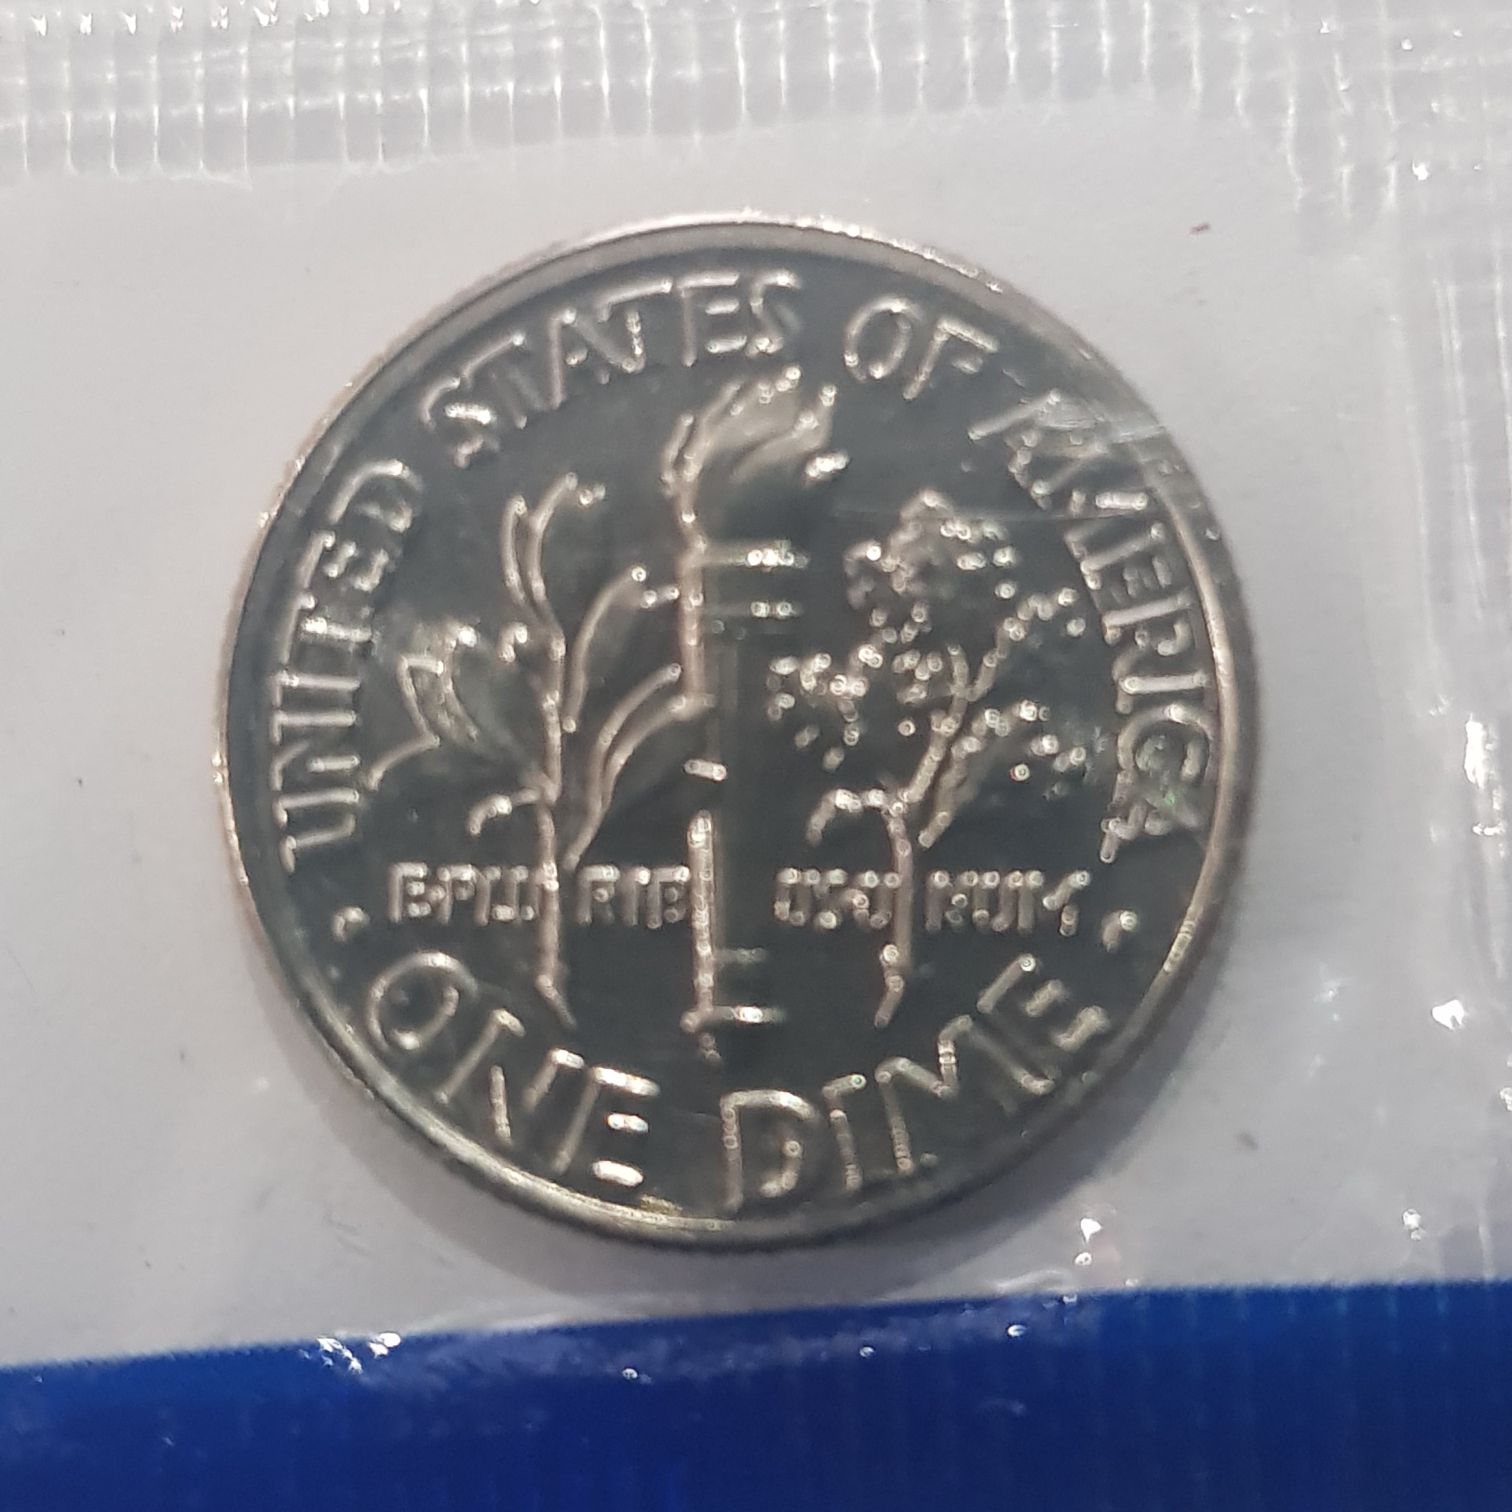 UNITED STATES OF AMERICA
E·PLURIBUS UNUM
ONE DIME